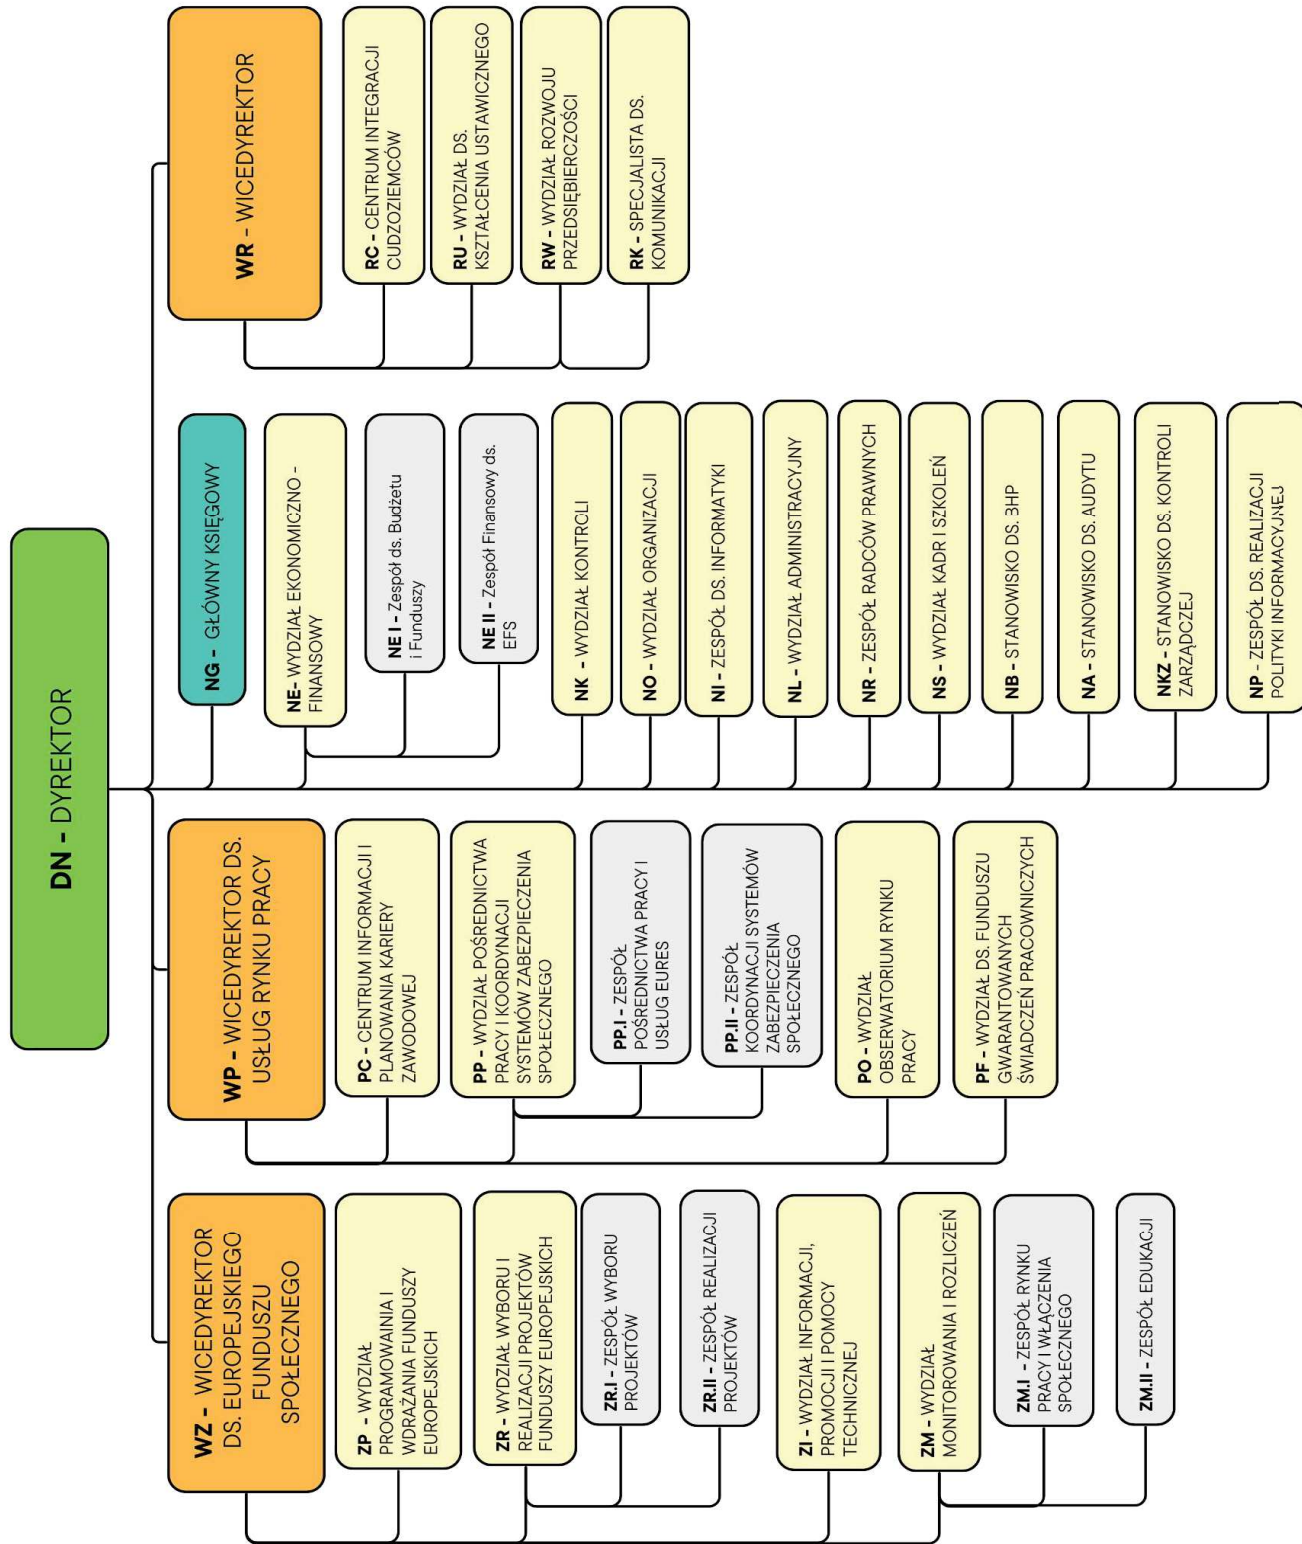 DN - DYREKTOR
WZ - WICEDYREKTOR
DS. EUROPEJSKIEGO
FUNDUSZU
SPOŁECZNEGO
ZP - WYDZIAŁ
PROGRAMOWAINIA I
WDRAŻANIA FUNDUSZY
EUROPEJSKICH
ZR - WYDZIAŁ WYBORU I
REALIZACJI PROJEKTÓW
FUNDUSZY EUROPEJSKICH
ZR.I - ZESPÓŁ WYBORU
PROJEKTÓW
ZR.II - ZESPÓŁ REALIZACJI
PROJEKTÓW
ZI - WYDZIAŁ INFORMACJI,
PROMOCJI I POMOCY
TECHNICZNEJ
ZM - WYDZIAŁ
MONITOROWANIA I ROZLICZEŃ
ZM.I - ZESPÓŁ RYNKU
PRACY I WŁĄCZENIA
SPOŁECZNEGO
ZM.II - ZESPÓŁ EDUKACJI
WP - WICEDYREKTOR DS.
USŁUG RYNKU PRACY
PC - CENTRUM INFORMACJI I
PLANOWANIA KARIERY
ZAWODOWEJ
PP - WYDZIAŁ POŚREDNICTWA
PRACY I KOORDYNACJI
SYSTEMÓW ZABEZPIECZENIA
SPOŁECZNEGO
PP.I - ZESPÓŁ
POŚREDNICTWA PRACY I
USŁUG EURES
PP.II - ZESPÓŁ
KOORDYNACJI SYSTEMÓW
ZABEZPIECZENIA
SPOŁECZNEGO
PO - WYDZIAŁ
OBSERWATORIUM RYNKU
PRACY
PF - WYDZIAŁ DS. FUNDUSZU
GWARANTOWANYCH
ŚWIADCZEŃ PRACOWNICZYCH
NG - GŁÓWNY KSIĘGOWY
NE- WYDZIAŁ EKONOMICZNO -
FINANSOWY
NE I - Zespół ds. Budżetu
i Funduszy
NE II - Zespół Finansowy ds.
EFS
NK - WYDZIAŁ KONTROLI
NO - WYDZIAŁ ORGANIZACJI
NI - ZESPÓŁ DS. INFORMATYKI
NL - WYDZIAŁ ADMINISTRACYJNY
NR - ZESPÓŁ RADCÓW PRAWNYCH
NS - WYDZIAŁ KADR I SZKOLEŃ
NB - STANOWISKO DS. BHP
NA - STANOWISKO DS. AUDYTU
NKZ - STANOWISKO DS. KONTROLI
ZARZĄDCZEJ
NP - ZESPÓŁ DS. REALIZACJI
POLITYKI INFORMACYJNEJ
WR - WICEDYREKTOR
RC - CENTRUM INTEGRACJI
CUDZOZIEMCÓW
RU - WYDZIAŁ DS.
KSZTAŁCENIA USTAWICZNEGO
RW - WYDZIAŁ ROZWOJU
PRZEDSIĘBIERCZOŚCI
RK - SPECJALISTA DS.
KOMUNIKACJI